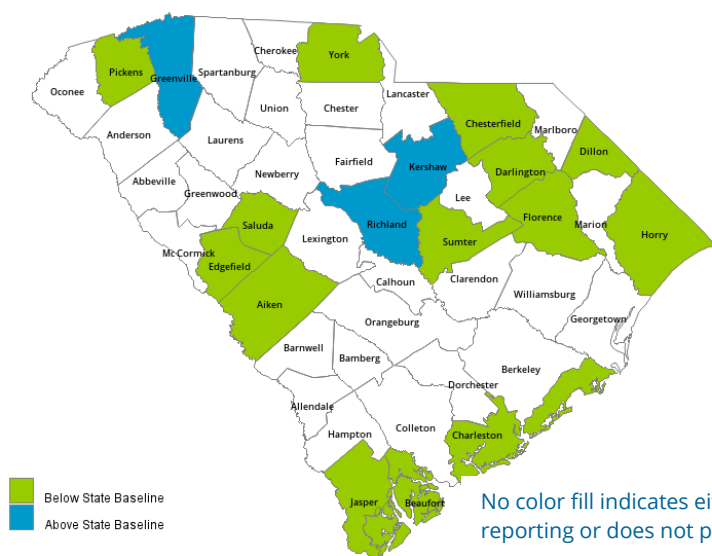 Cherokee
York
Pickens
Greenville
Spartanburg
Oconee
Union
Chester
Lancaster
Chesterfield
Marlboro
Anderson
Laurens
Dillon
Fairfield
Kershaw
Darlington
Abbeville
Newberry
Greenwood
Lee
Richland
Florence
Marion
Saluda
Horry
Lexington
Sumter
Mc Cormick
Edgefield
Calhoun
Clarendon
Williamsburg
Aiken
Georgetown
Orangeburg
Barnwell
Bamberg
Berkeley
Dorchester
Allendale
Colleton
Hampton
Charleston
Jasper
Beaufort
Below State Baseline
Above State Baseline
No color fill indicates ei
reporting or does not p